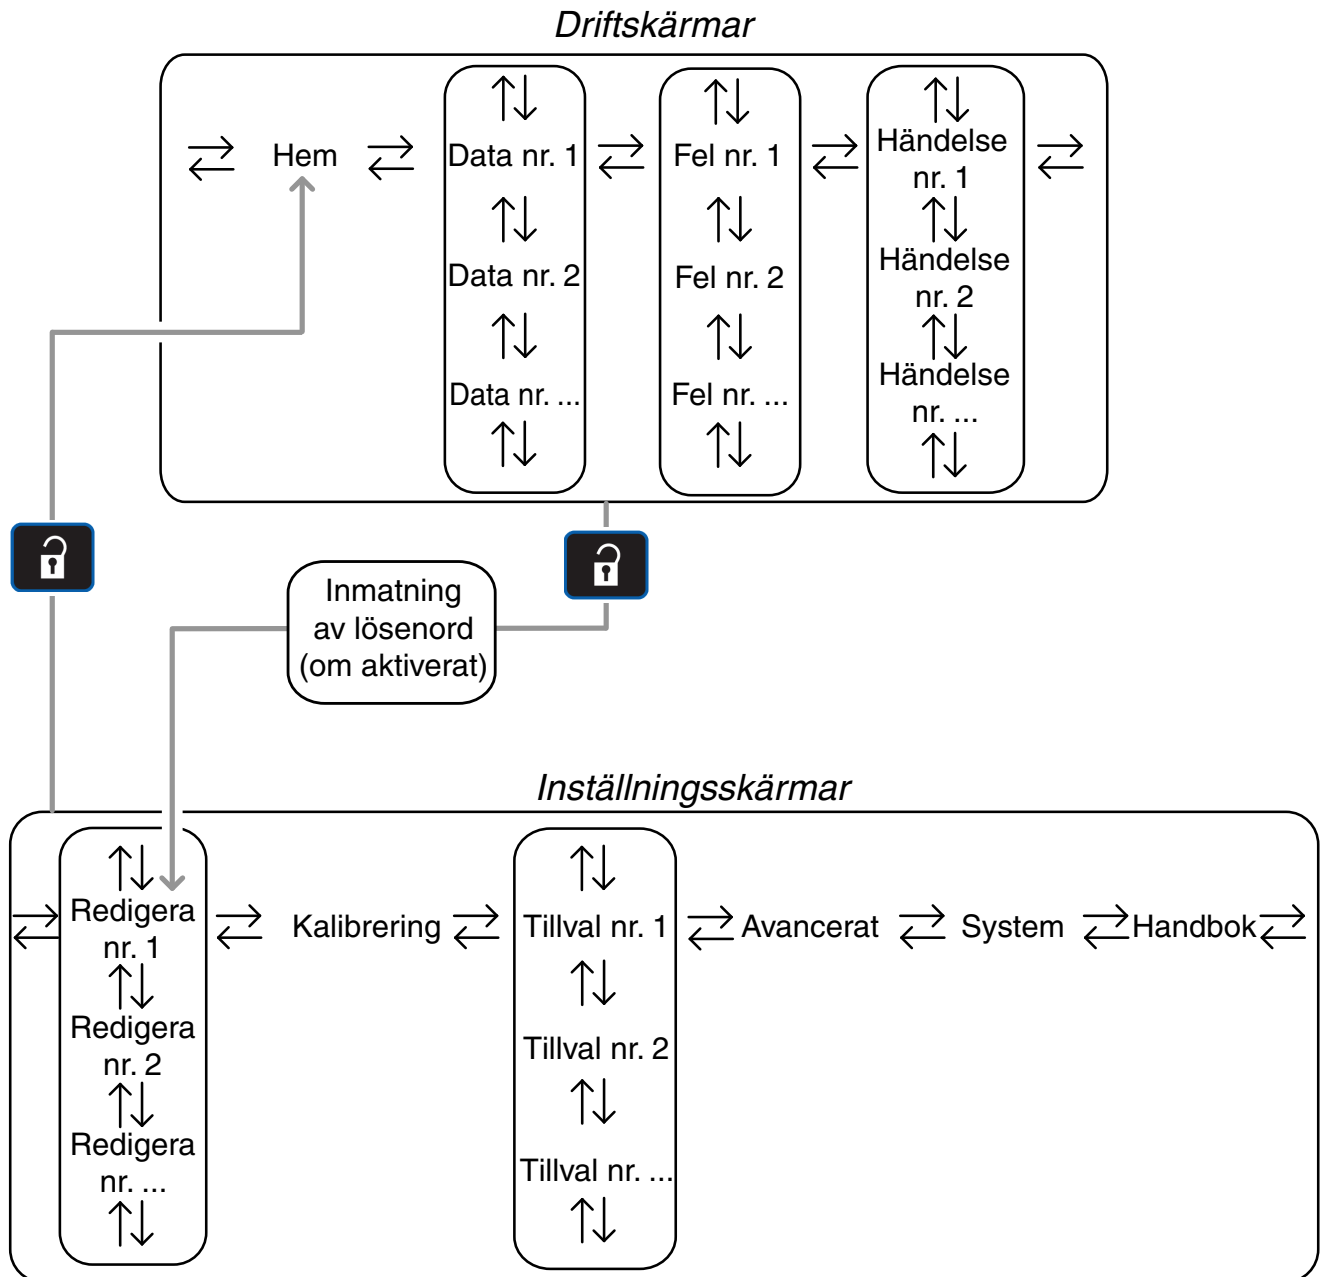 Driftskärmar
Hem
Data nr. 1
Fel nr. 1
Händelse
nr. 1
Data nr. 2
Fel nr. 2
Händelse
nr. 2
Data nr. ...
Fel nr. ...
Händelse
nr. ...
Inmatning
av lösenord
(om aktiverat)
Inställningsskärmar
Redigera
nr. 1
Kalibrering
Tillval nr. 1
Avancerat
System
Handbok
Redigera
nr. 2
Tillval nr. 2
Redigera
nr. ...
Tillval nr. ...